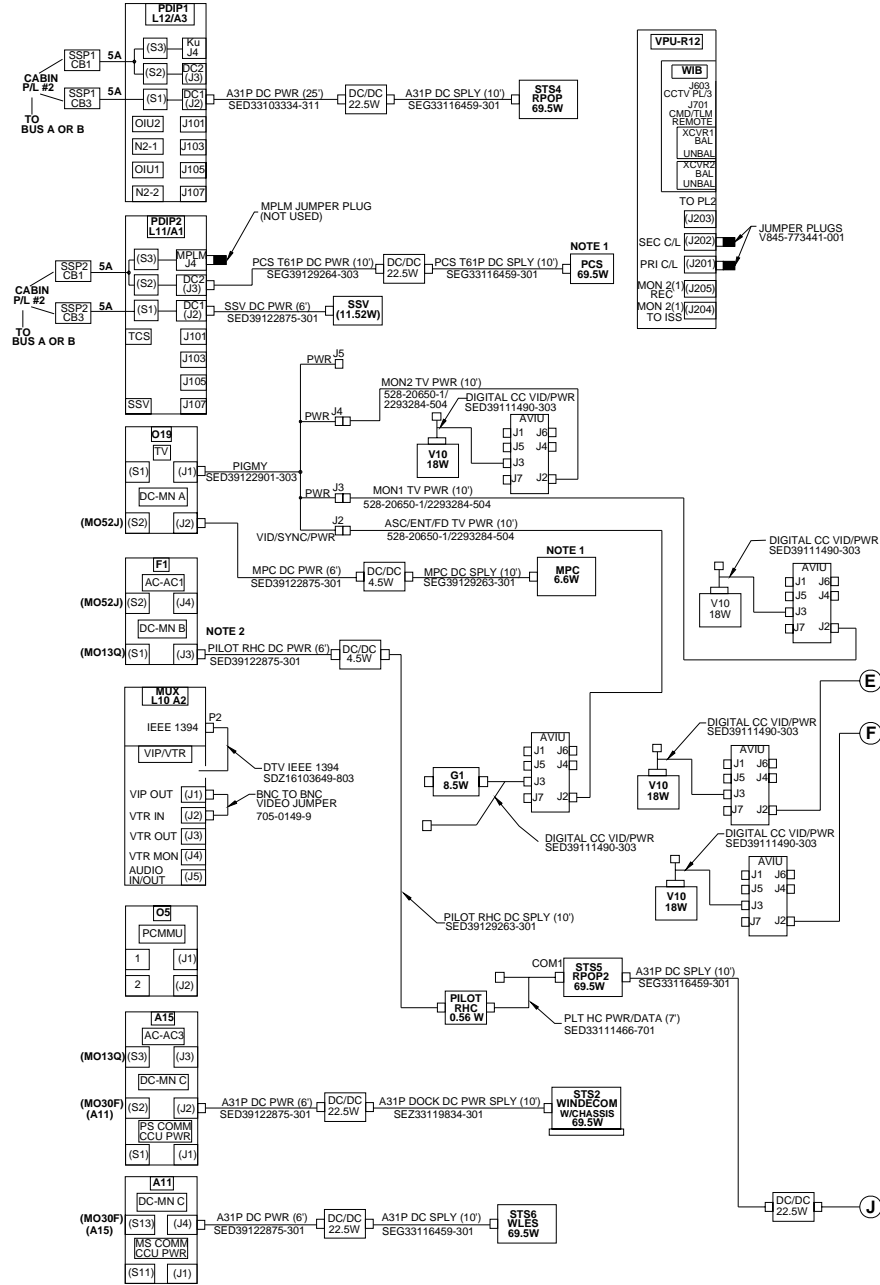 PDIP1
L12/A3
SSP1
CB1
5A
(S3)
Ku
J4
(S2)
DC2
(J3)
CABIN
P/L #2
SSP1
CB3
5A
(S1)
DC1
(J2)
TO
BUS A OR B
A31P DC PWR (25')
SED33103334-311
DC/DC
22.5W
A31P DC SPLY (10')
SEG33116459-301
STS4
RPOP
69.5W
OIU2
J101
N2-1
J103
OIU1
J105
N2-2
J107
VPU-R12
WIB
J603
CCTV PL/3
J701
CMD/TLM
REMOTE
XCVR1
BAL
UNBAL
XCVR2
BAL
UNBAL
TO PL2
(J203)
SEC C/L
(J202)
PRI C/L
(J201)
MON 2(1)
REC
(J205)
MON 2(1)
TO ISS
(J204)
JUMPER PLUGS
V845-773441-001
PDIP2
L11/A1
MPLM JUMPER PLUG
(NOT USED)
SSP2
CB1
5A
(S3)
MPLM
J4
(S2)
DC2
(J3)
CABIN
P/L #2
SSP2
CB3
5A
(S1)
DC1
(J2)
TO
BUS A OR B
PCS T61P DC PWR (10')
SEG39129264-303
DC/DC
22.5W
PCS T61P DC SPLY (10')
SEG33116459-301
NOTE 1
PCS
69.5W
SSV DC PWR (6')
SED39122875-301
SSV
(11.52W)
TCS
J101
J103
J105
SSV
J107
O19
TV
(S1)
(J1)
DC-MN A
(MO52J)
(S2)
(J2)
PIGMY
SED39122901-303
PWR
J5
PWR
J4
MON2 TV PWR (10')
528-20650-1/
2293284-504
DIGITAL CC VID/PWR
SED39111490-303
V10
18W
AVIU
J1
J6
J5
J4
J3
J7
J2
PWR
J3
MON1 TV PWR (10')
528-20650-1/2293284-504
VID/SYNC/PWR
J2
ASC/ENT/FD TV PWR (10')
528-20650-1/2293284-504
MPC DC PWR (6')
SED39122875-301
DC/DC
4.5W
MPC DC SPLY (10')
SEG39129263-301
NOTE 1
MPC
6.6W
DIGITAL CC VID/PWR
SED39111490-303
V10
18W
AVIU
J1
J6
J5
J4
J3
J7
J2
F1
AC-AC1
(MO52J)
(S2)
(J4)
DC-MN B
(MO13Q)
(S1)
(J3)
NOTE 2
PILOT RHC DC PWR (6')
SED39122875-301
DC/DC
4.5W
MUX
L10 A2
IEEE 1394
P2
VIP/VTR
DTV IEEE 1394
SDZ16103649-803
VIP OUT
(J1)
VTR IN
(J2)
BNC TO BNC
VIDEO JUMPER
705-0149-9
VTR OUT
(J3)
VTR MON
(J4)
AUDIO
IN/OUT
(J5)
G1
8.5W
AVIU
J1
J6
J5
J4
J3
J7
J2
DIGITAL CC VID/PWR
SED39111490-303
E
DIGITAL CC VID/PWR
SED39111490-303
V10
18W
AVIU
J1
J6
J5
J4
J3
J7
J2
F
DIGITAL CC VID/PWR
SED39111490-303
V10
18W
AVIU
J1
J6
J5
J4
J3
J7
J2
PILOT RHC DC SPLY (10')
SED39129263-301
O5
PCMMU
1
(J1)
2
(J2)
COM1
STS5
RPOP2
69.5W
A31P DC SPLY (10')
SEG33116459-301
PILOT
RHC
0.56 W
PLT HC PWR/DATA (7')
SED33111466-701
A15
AC-AC3
(MO13Q)
(S3)
(J3)
DC-MN C
(MO30F)
(A11)
(S2)
(J2)
PS COMM
CCU PWR
(S1)
(J1)
A31P DC PWR (6')
SED39122875-301
DC/DC
22.5W
A31P DOCK DC PWR SPLY (10')
SEZ33119834-301
STS2
WINDECOM
W/CHASSIS
69.5W
A11
DC-MN C
(MO30F)
(A15)
(S13)
(J4)
MS COMM
CCU PWR
(S11)
(J1)
A31P DC PWR (6')
SED39122875-301
DC/DC
22.5W
A31P DC SPLY (10')
SEG33116459-301
STS6
WLES
69.5W
DC/DC
22.5W
J